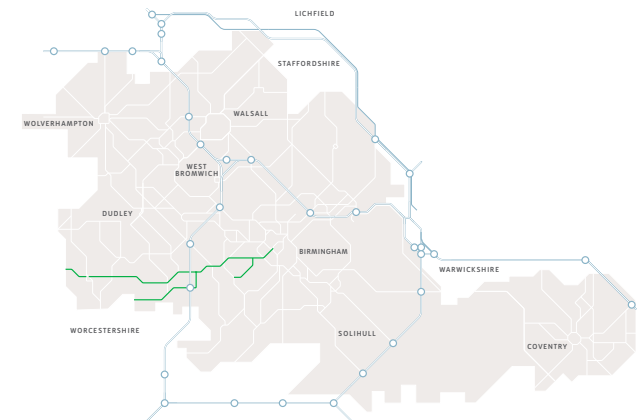 LICHFIELD
STAFFORDSHIRE
WALSALL
WOLVERHAMPTON
WEST
BROMWICH
DUDLEY
BIRMINGHAM
WARWICKSHIRE
WORCESTERSHIRE
SOLIHULL
COVENTRY